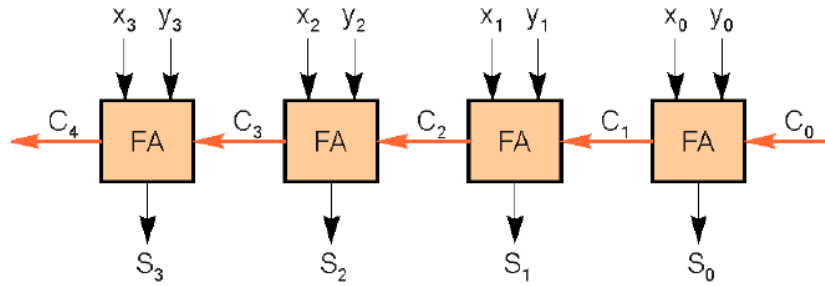 x₃ y₃ x₂ y₂ x₁ y₁ x₀ y₀
C₄ FA C₃ FA C₂ FA C₁ FA C₀
S₃ S₂ S₁ S₀